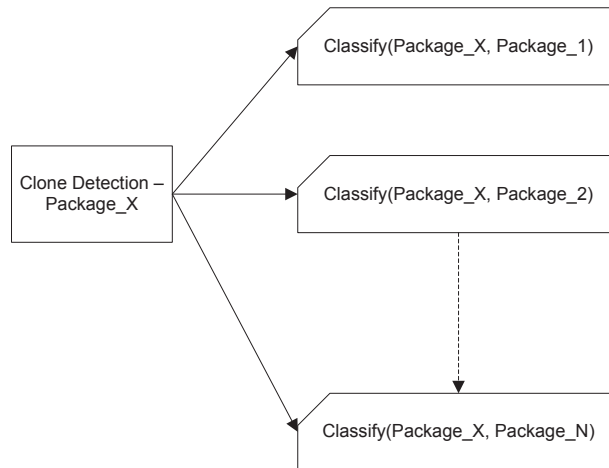 Classify(Package_X, Package_1)
Clone Detection –
Package_X
Classify(Package_X, Package_2)
Classify(Package_X, Package_N)